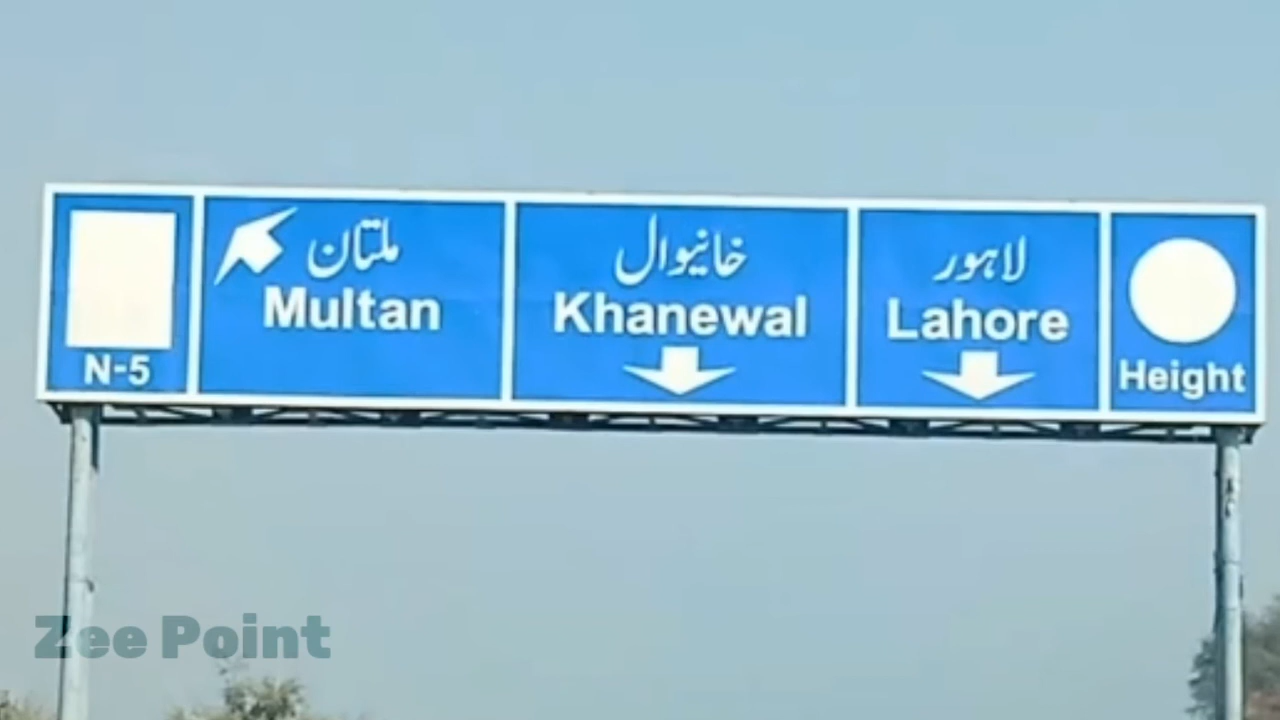 N-5
ملتان
Multan
خانیوال
Khanewal
لاہور
Lahore
Height
Zee Point